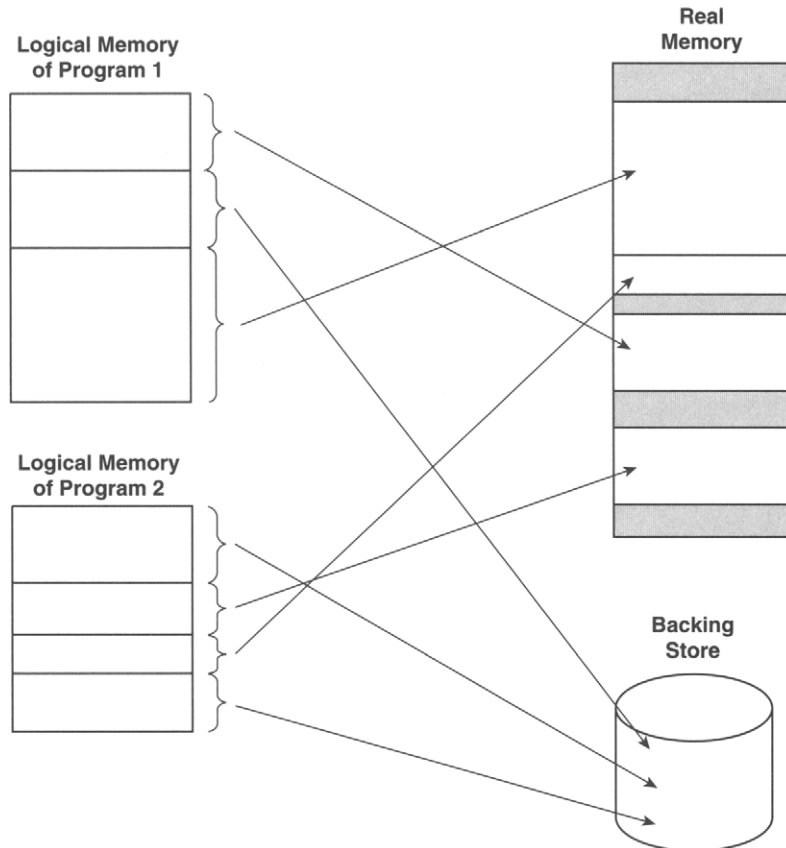 Logical Memory
of Program 1
Real
Memory
Logical Memory
of Program 2
Backing
Store